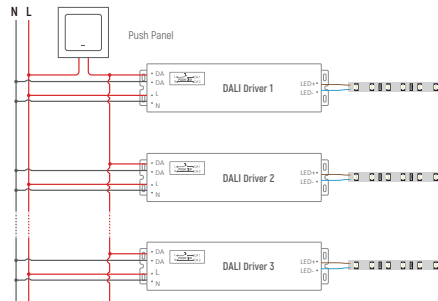 N L
Push Panel
DA
DA
L
N
DALI Driver 1
LED+
LED-
DA
DA
L
N
DALI Driver 2
LED+
LED-
DA
DA
L
N
DALI Driver 3
LED+
LED-